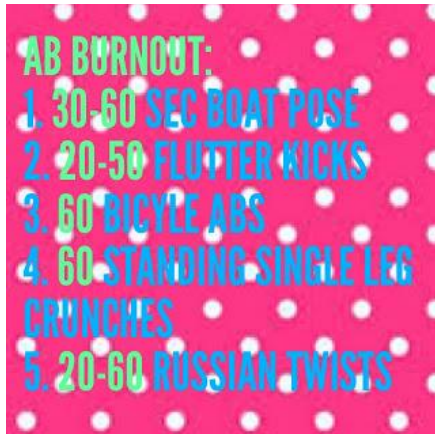 AB BURNOUT:
1. 30-60 SEC BOAT POSE
2. 20-50 FLUTTER KICKS
3. 60 BICYLE ABS
4. 60 STANDING SINGLE LEG
CRUNCHES
5. 20-60 RUSSIAN TWISTS